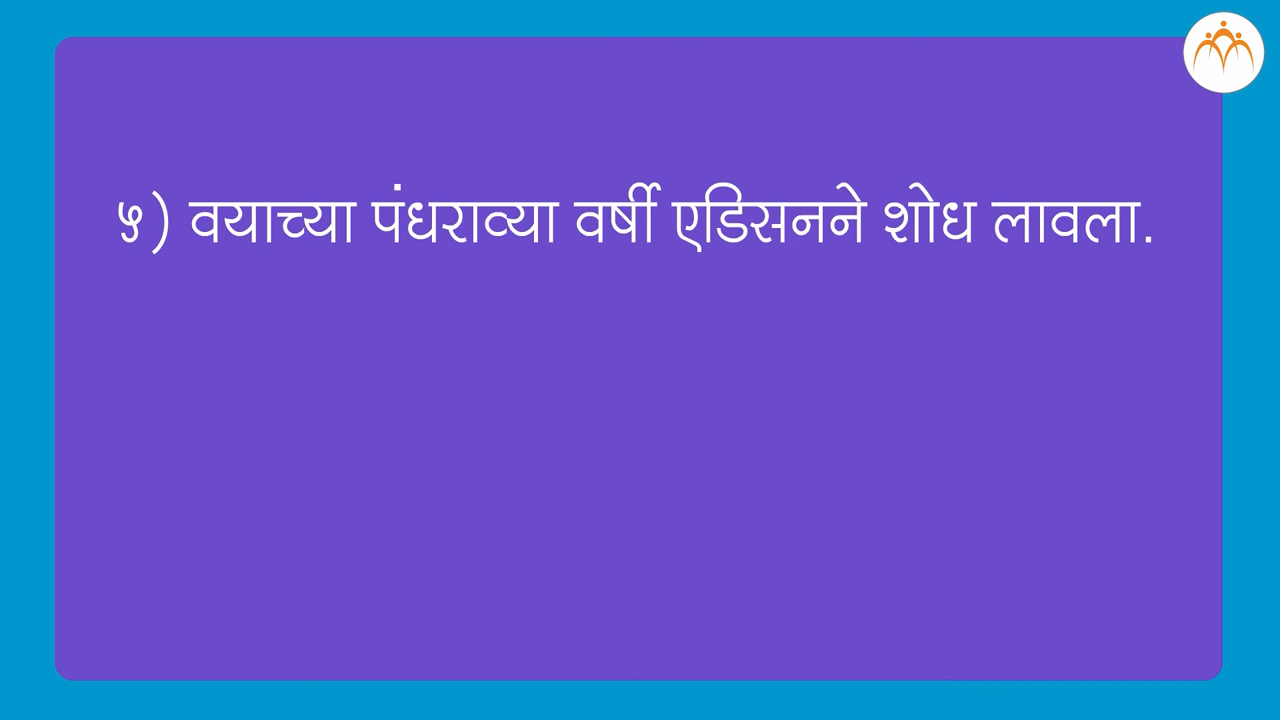 ५) वयाच्या पंधराव्या वर्षी एडिसनने शोध लावला.